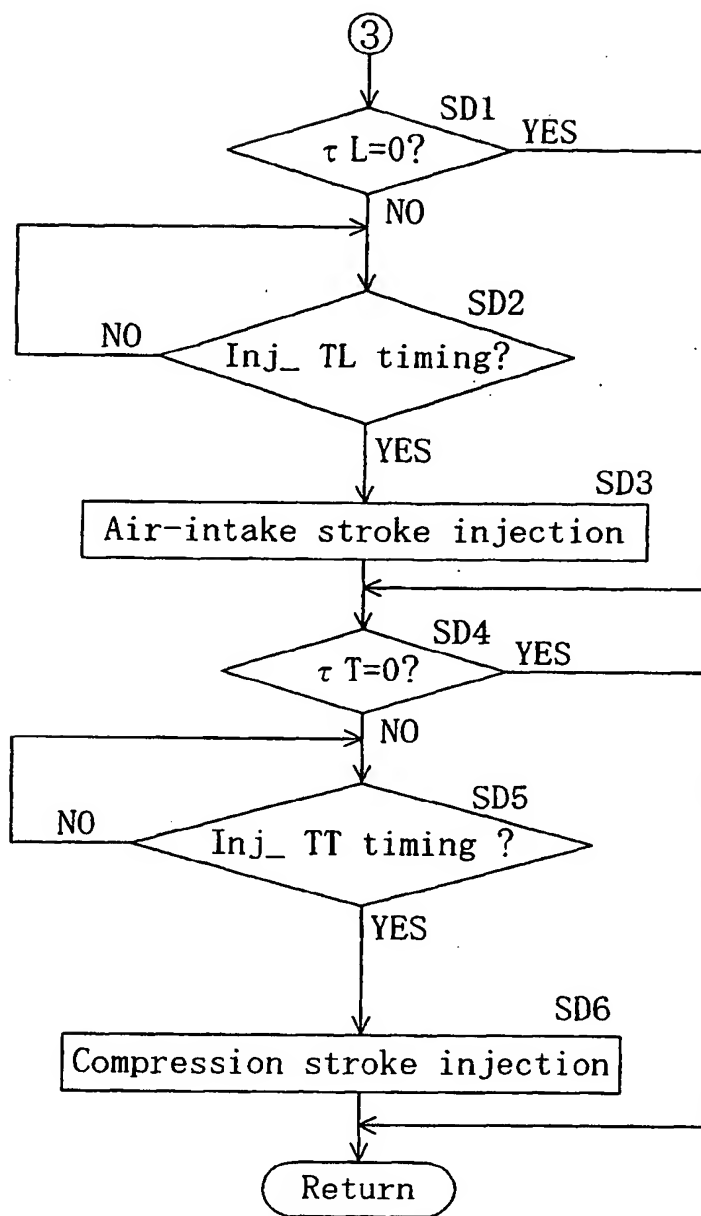 ③
SD1
τ L=0?
YES
NO
SD2
NO
Inj_ TL timing?
YES
SD3
Air-intake stroke injection
SD4
τ T=0?
YES
NO
SD5
NO
Inj_ TT timing ?
YES
SD6
Compression stroke injection
Return